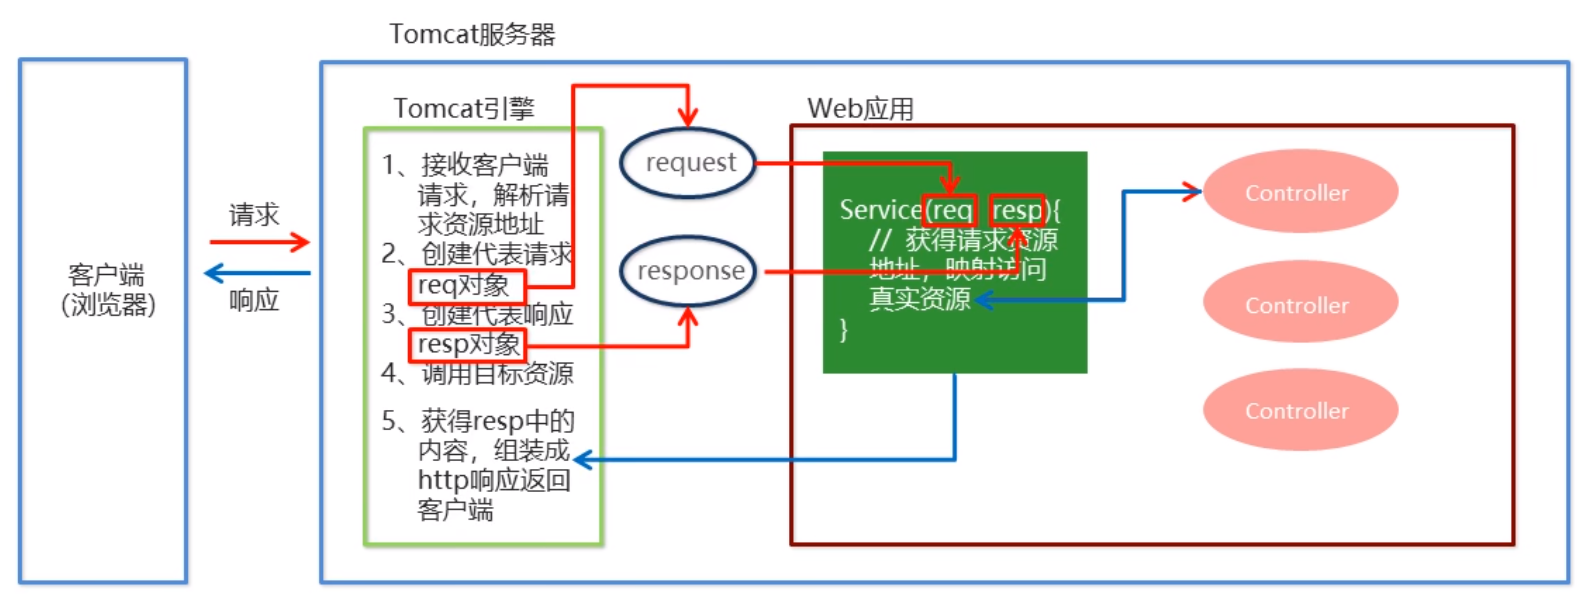 Tomcat服务器
客户端
(浏览器)
请求
响应
Tomcat引擎
1、接收客户端
请求，解析请
求资源地址
2、创建代表请求
req对象
3、创建代表响应
resp对象
4、调用目标资源
5、获得resp中的
内容，组装成
http响应返回
客户端
request
response
Web应用
Service(req resp){
// 获得请求资源
地址，映射访问
真实资源
}
Controller
Controller
Controller